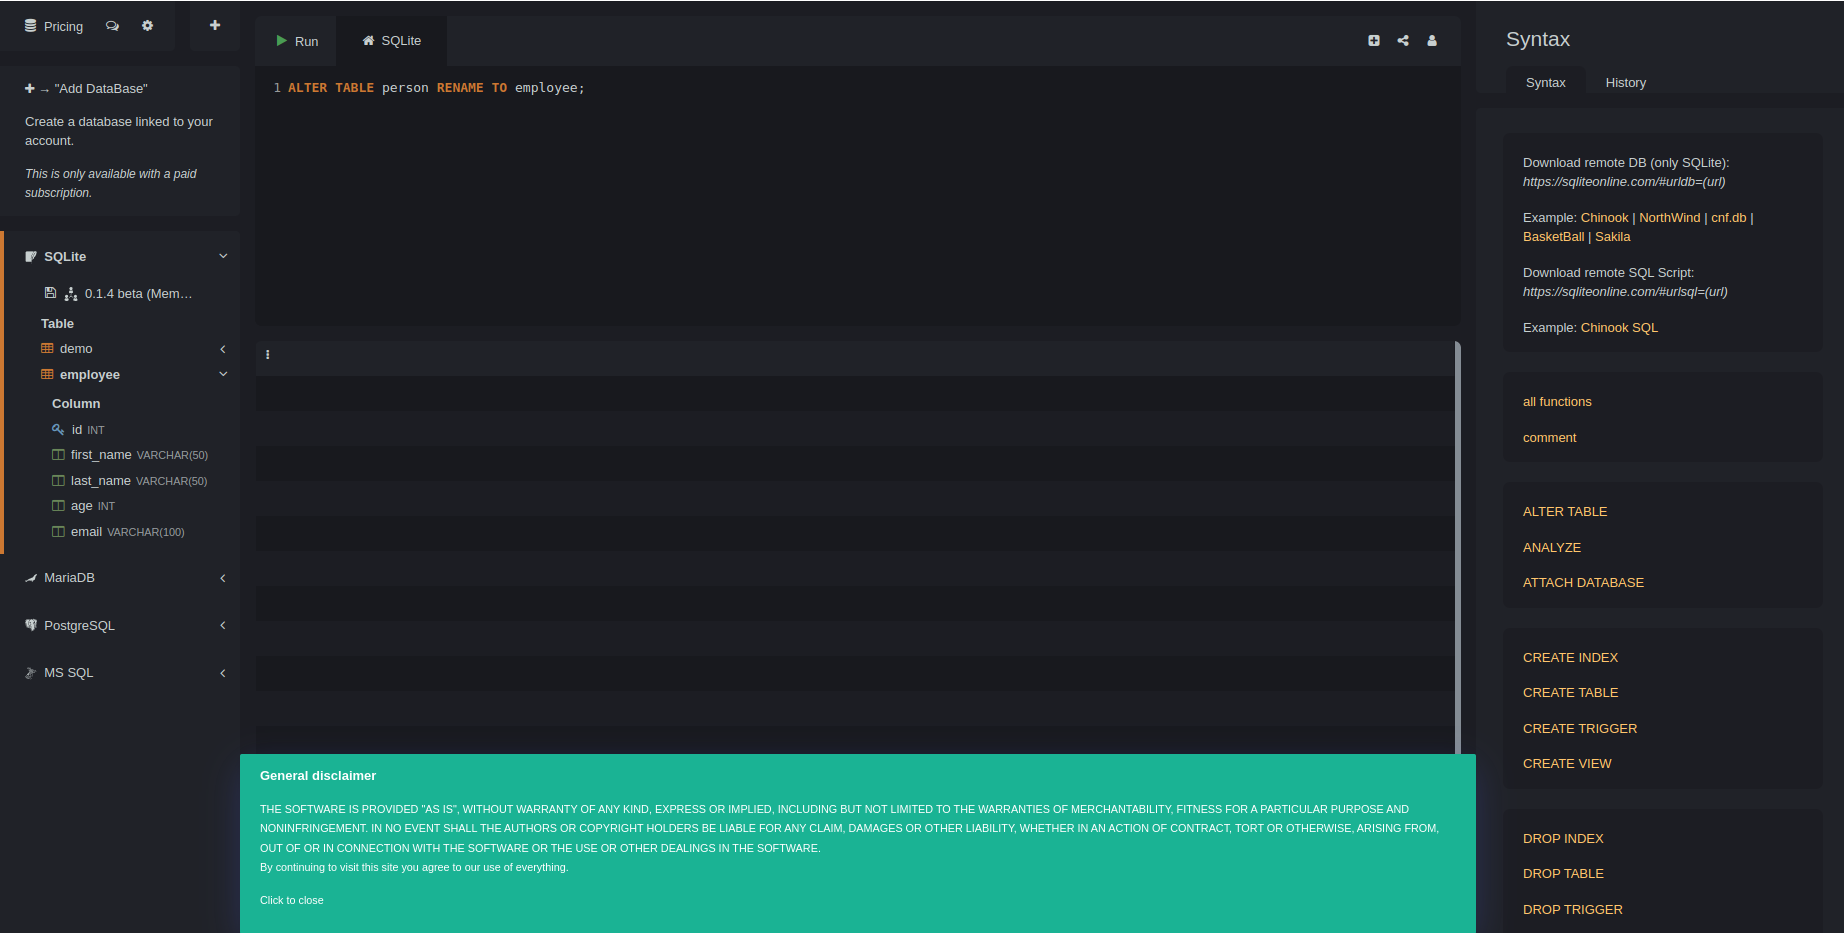 Pricing
"Add DataBase"
Create a database linked to your
account.
This is only available with a paid
subscription.
SQLite
0.1.4 beta (Mem…
Table
demo
employee
Column
id INT
first_name VARCHAR(50)
last_name VARCHAR(50)
age INT
email VARCHAR(100)
MariaDB
PostgreSQL
MS SQL
Run
SQLite
1 ALTER TABLE person RENAME TO employee;
General disclaimer
THE SOFTWARE IS PROVIDED "AS IS", WITHOUT WARRANTY OF ANY KIND, EXPRESS OR IMPLIED, INCLUDING BUT NOT LIMITED TO THE WARRANTIES OF MERCHANTABILITY, FITNESS FOR A PARTICULAR PURPOSE AND
NONINFRINGEMENT. IN NO EVENT SHALL THE AUTHORS OR COPYRIGHT HOLDERS BE LIABLE FOR ANY CLAIM, DAMAGES OR OTHER LIABILITY, WHETHER IN AN ACTION OF CONTRACT, TORT OR OTHERWISE, ARISING FROM,
OUT OF OR IN CONNECTION WITH THE SOFTWARE OR THE USE OR OTHER DEALINGS IN THE SOFTWARE.
By continuing to visit this site you agree to our use of everything.
Click to close
Syntax
Syntax
History
Download remote DB (only SQLite):
https://sqliteonline.com/#urldb=(url)
Example: Chinook | NorthWind | cnf.db |
BasketBall | Sakila
Download remote SQL Script:
https://sqliteonline.com/#urlsql=(url)
Example: Chinook SQL
all functions
comment
ALTER TABLE
ANALYZE
ATTACH DATABASE
CREATE INDEX
CREATE TABLE
CREATE TRIGGER
CREATE VIEW
DROP INDEX
DROP TABLE
DROP TRIGGER